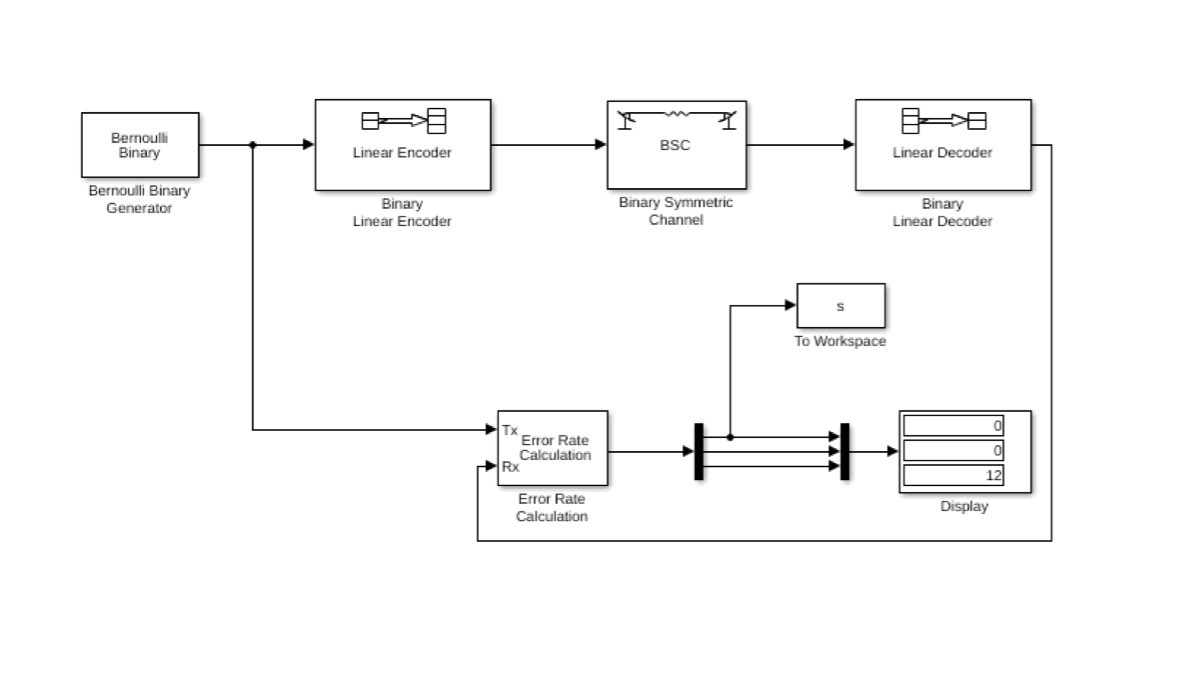 Bernoulli
Binary
Bernoulli Binary
Generator
Linear Encoder
Binary
Linear Encoder
BSC
Binary Symmetric
Channel
Linear Decoder
Binary
Linear Decoder
s
To Workspace
Tx
Rx
Error Rate
Calculation
Error Rate
Calculation
0
0
12
Display